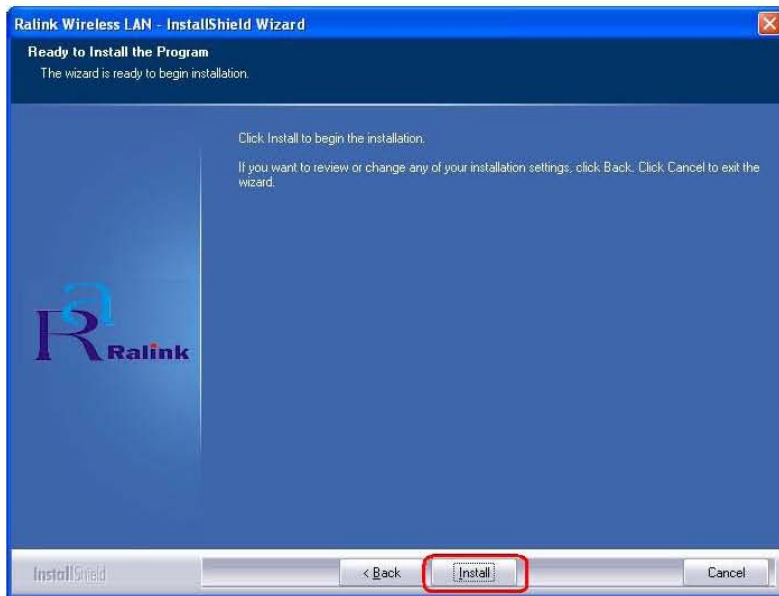 Ralink Wireless LAN - InstallShield Wizard
Ready to Install the Program
The wizard is ready to begin installation.
Click Install to begin the installation.
If you want to review or change any of your installation settings, click Back. Click Cancel to exit the
wizard.
Ra
Ralink
InstallShield
< Back
Install
Cancel